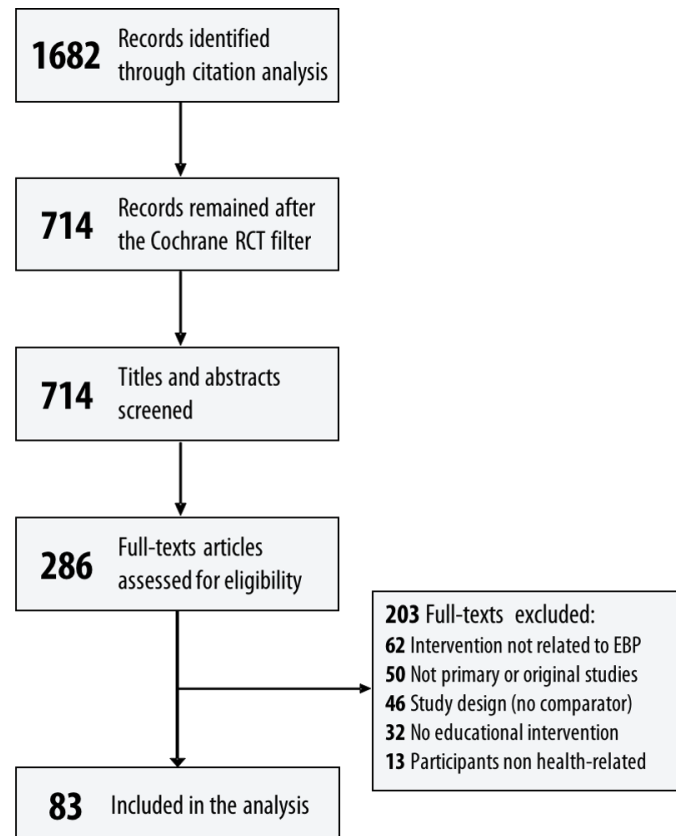 1682 Records identified
through citation analysis
714 Records remained after
the Cochrane RCT filter
714 Titles and abstracts
screened
286 Full-texts articles
assessed for eligibility
203 Full-texts excluded:
62 Intervention not related to EBP
50 Not primary or original studies
46 Study design (no comparator)
32 No educational intervention
13 Participants non health-related
83 Included in the analysis